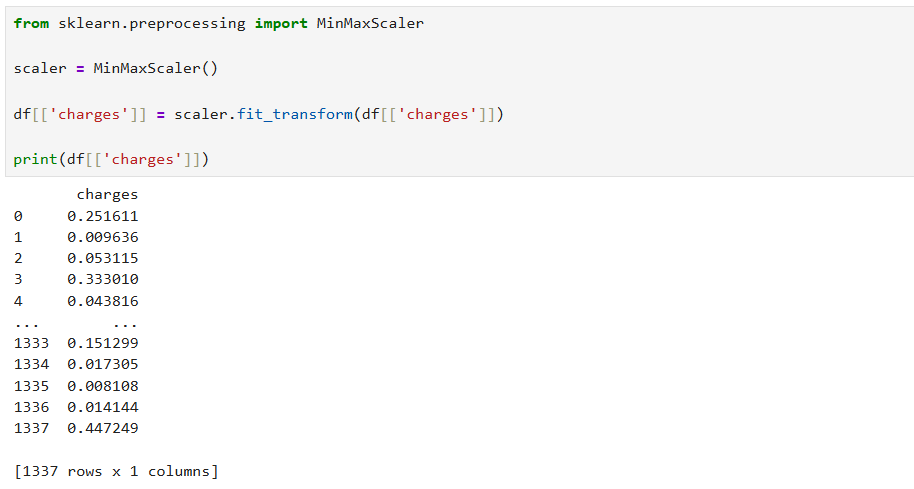 from sklearn.preprocessing import MinMaxScaler
scaler = MinMaxScaler()
df[['charges']] = scaler.fit_transform(df[['charges']])
print(df[['charges']])
charges
0 0.251611
1 0.009636
2 0.053115
3 0.333010
4 0.043816
... ...
1333 0.151299
1334 0.017305
1335 0.008108
1336 0.014144
1337 0.447249
[1337 rows x 1 columns]